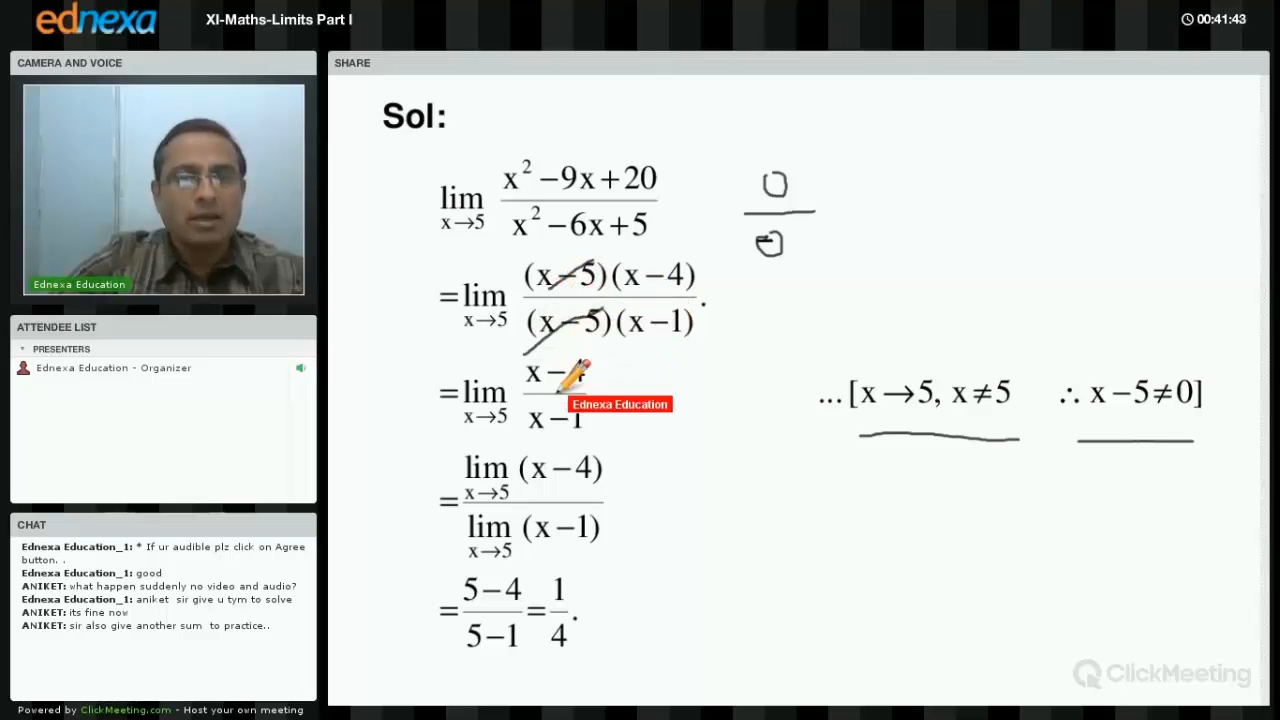 ednexa
XI-Maths-Limits Part I
00:41:43
CAMERA AND VOICE
Ednexa Education
ATTENDEE LIST
PRESENTERS
Ednexa Education - Organizer
CHAT
Ednexa Education_1: * If ur audible plz click on Agree
button. .
Ednexa Education_1: good
ANIKET: what happen suddenly no video and audio?
Ednexa Education_1: aniket sir give u tym to solve
ANIKET: its fine now
ANIKET: sir also give another sum to practice..
Powered by ClickMeeting.com - Host your own meeting
SHARE
Sol:
lim x→5 (x² − 9x + 20)/(x² − 6x + 5) 0/0
= lim x→5 (x−5)(x−4)/(x−5)(x−1) .
= lim x→5 (x−4)/(x−1) ...[x→5, x≠5 ∴ x−5≠0]
Ednexa Education
= lim x→5 (x−4) / lim x→5 (x−1)
= (5−4)/(5−1) = 1/4.
ClickMeeting